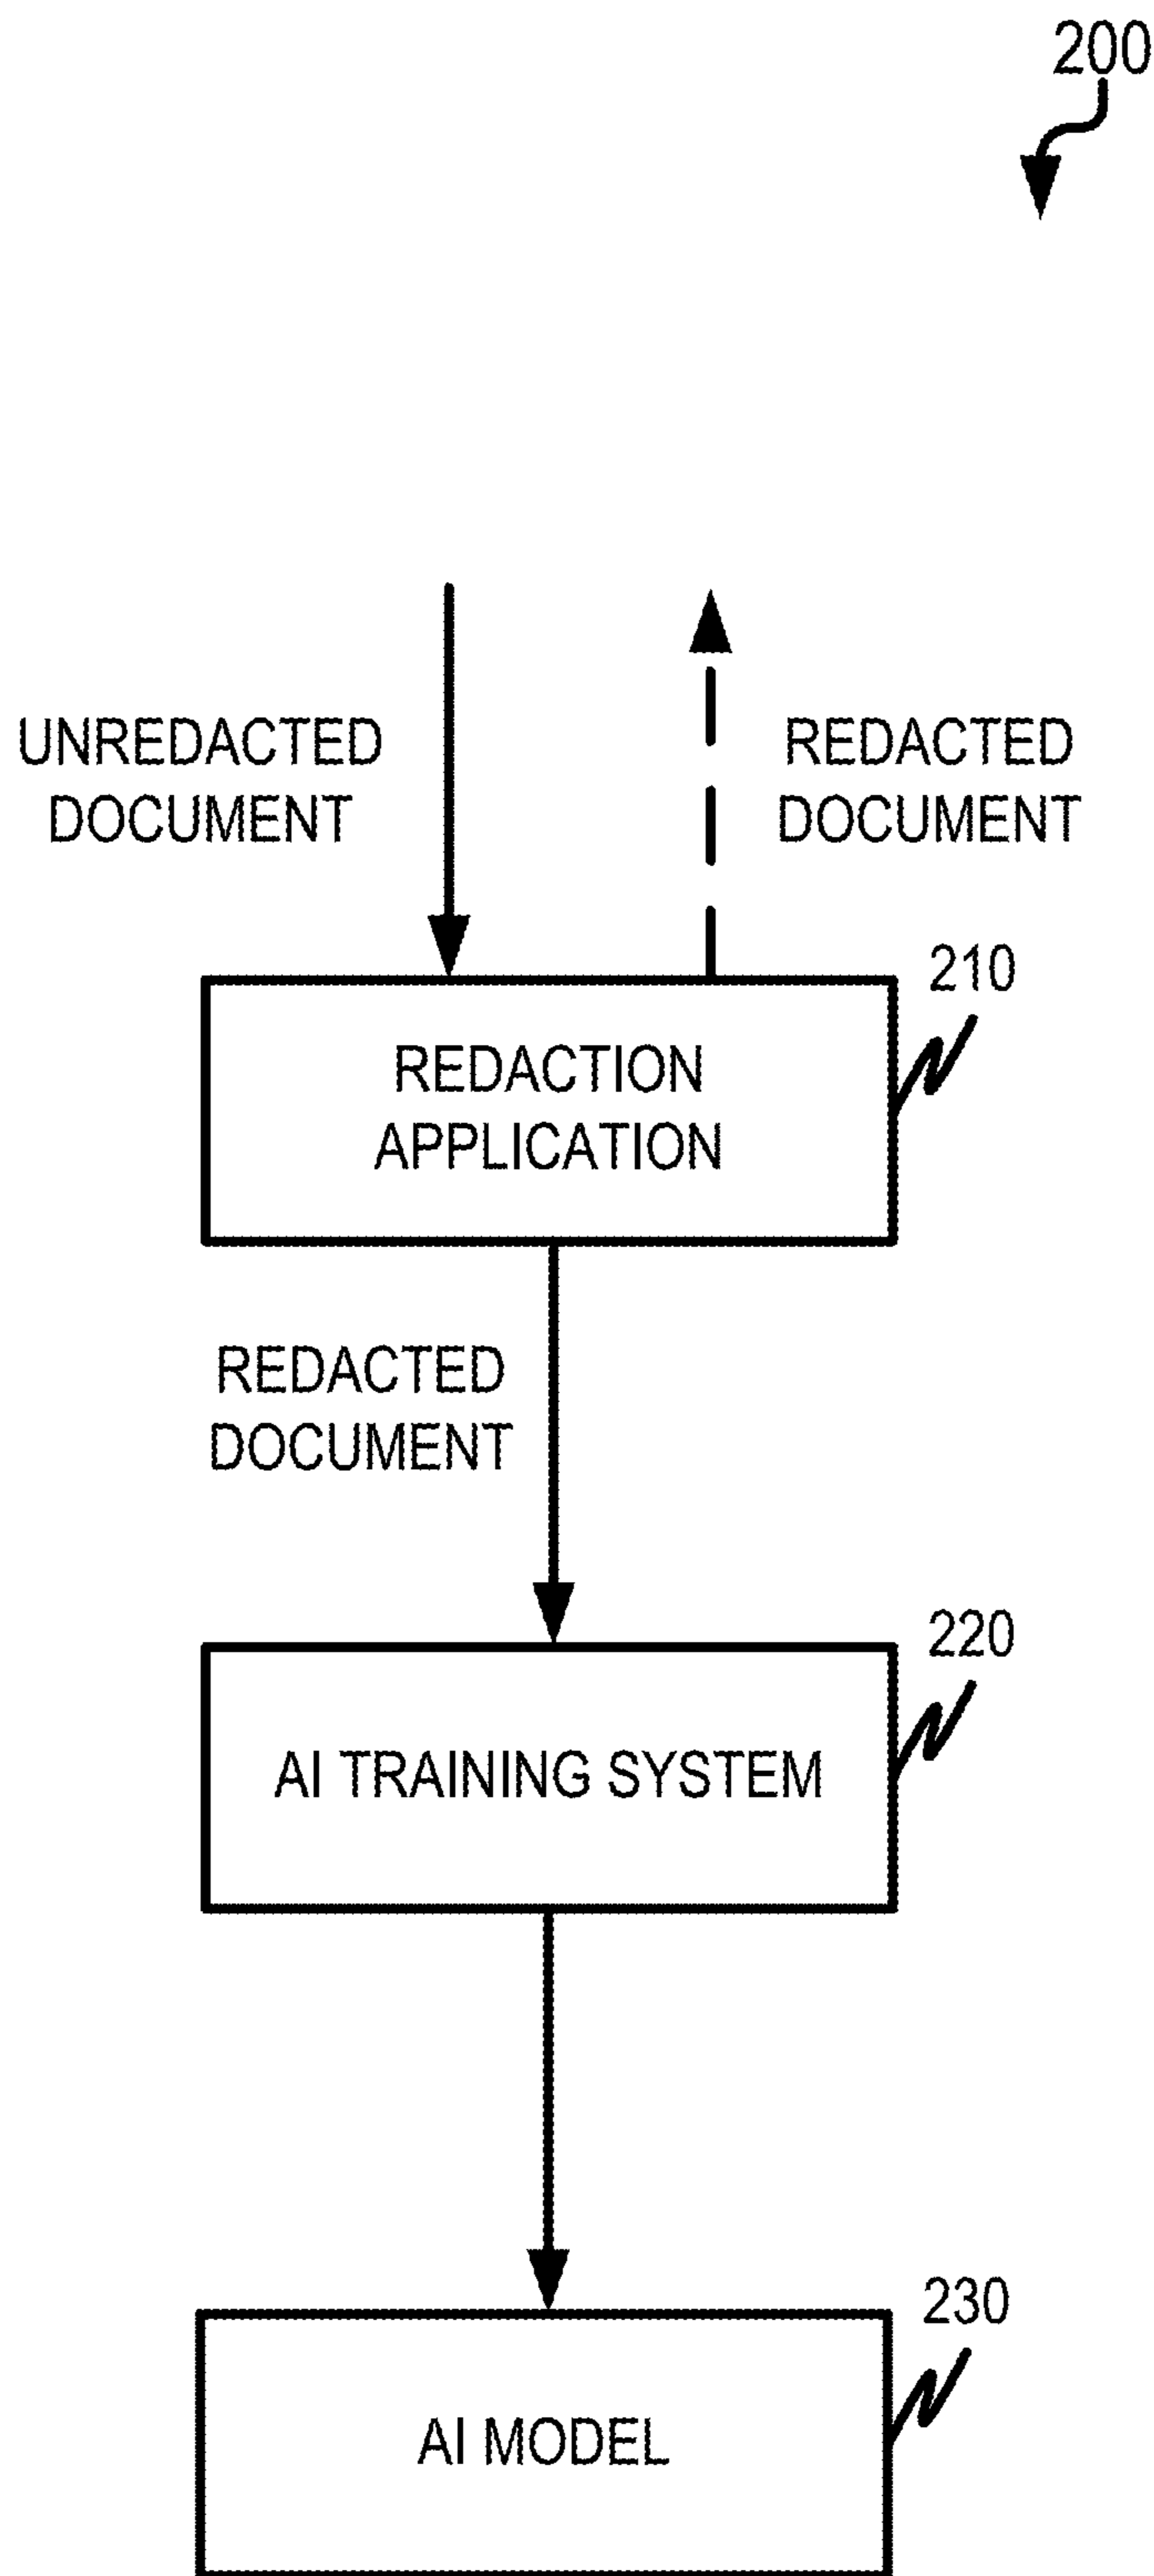 200
UNREDACTED
DOCUMENT
REDACTED
DOCUMENT
210
REDACTION
APPLICATION
REDACTED
DOCUMENT
220
AI TRAINING SYSTEM
230
AI MODEL